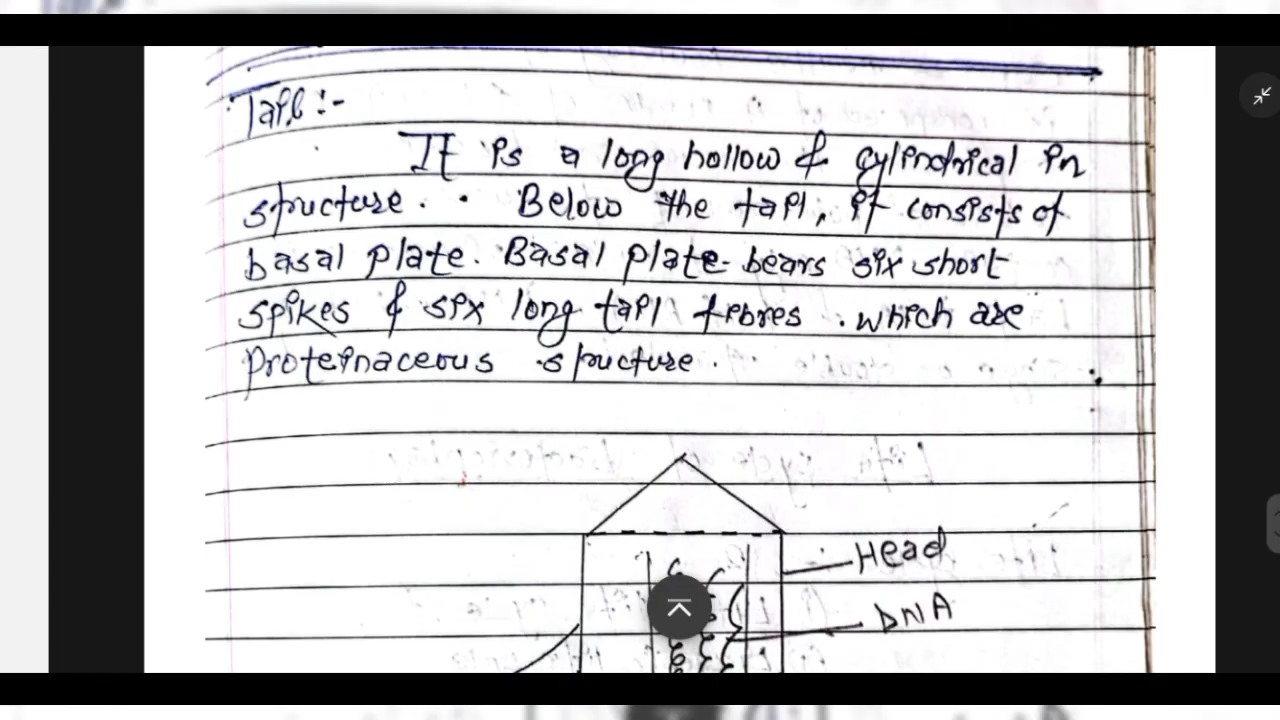 Tail :-
It is a long hollow & cylindrical in
structure. Below the tail, it consists of
basal plate. Basal plate bears six short
spikes & six long tail fibres. which are
Proteinaceous structure.
Head
DNA